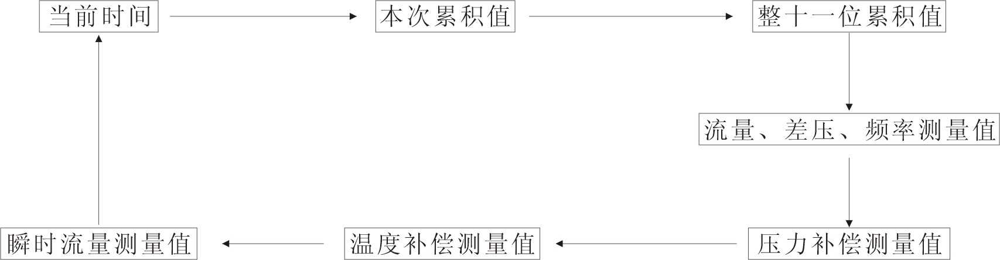 当前时间
本次累积值
整十一位累积值
流量、差压、频率测量值
瞬时流量测量值
温度补偿测量值
压力补偿测量值